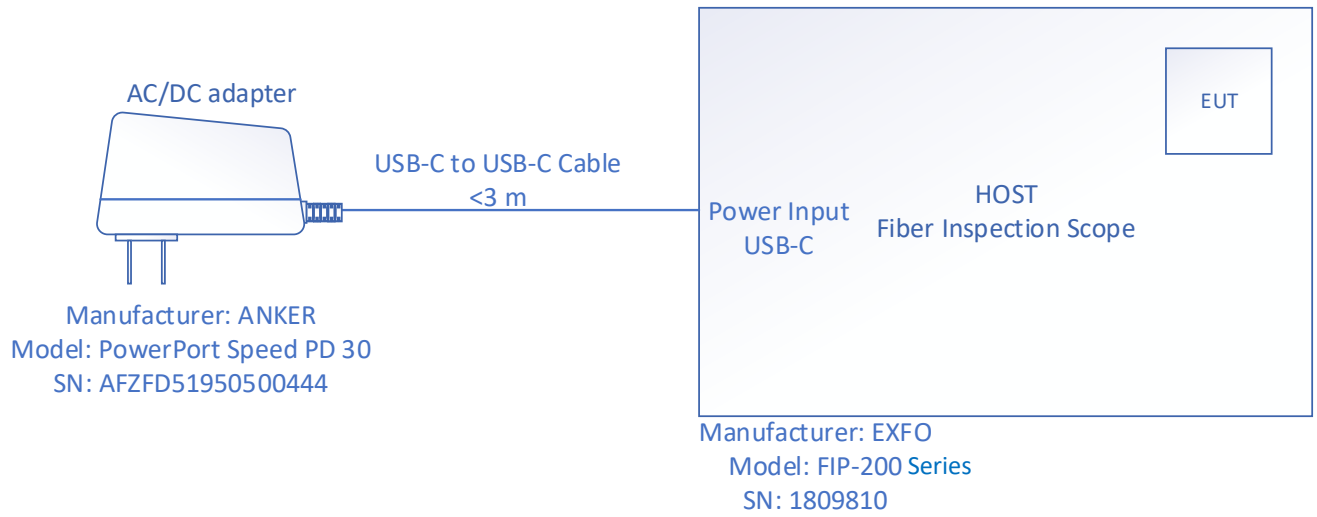 AC/DC adapter
USB-C to USB-C Cable
<3 m
Manufacturer: ANKER
Model: PowerPort Speed PD 30
SN: AFZFD51950500444
EUT
HOST
Fiber Inspection Scope
Power Input
USB-C
Manufacturer: EXFO
Model: FIP-200 Series
SN: 1809810